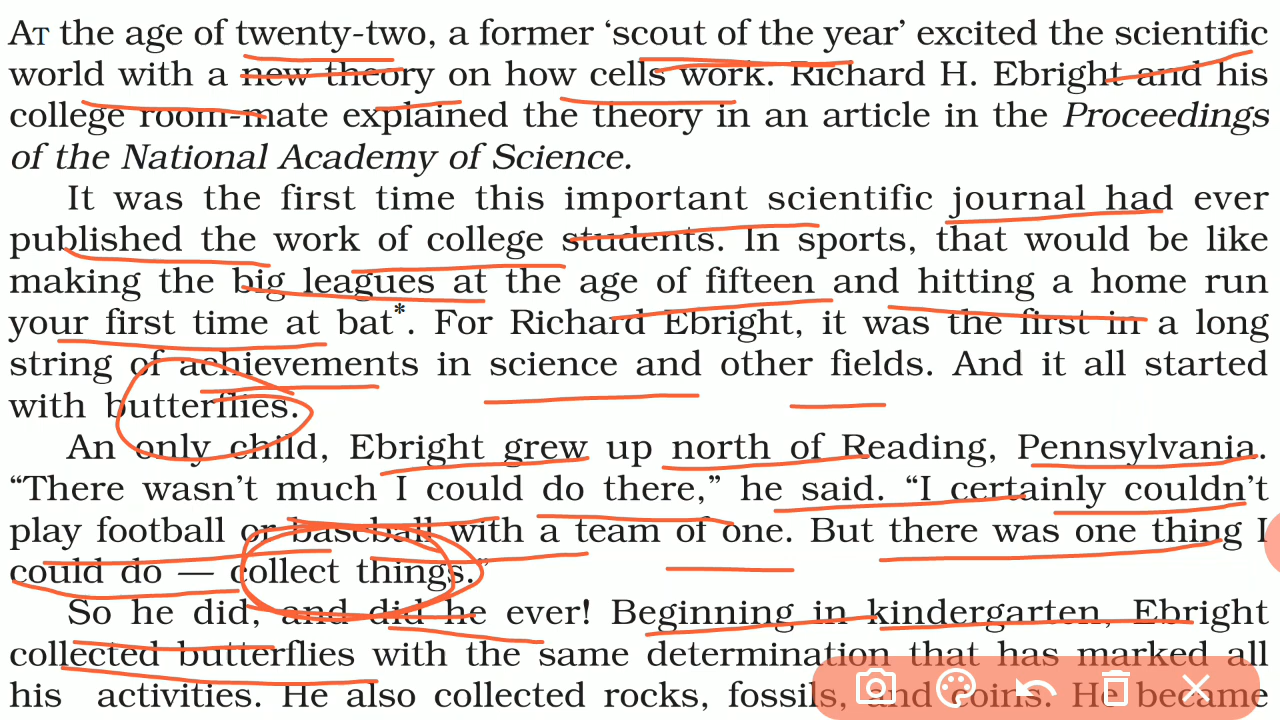 AT the age of twenty-two, a former ‘scout of the year’ excited the scientific
world with a new theory on how cells work. Richard H. Ebright and his
college room-mate explained the theory in an article in the Proceedings
of the National Academy of Science.
It was the first time this important scientific journal had ever
published the work of college students. In sports, that would be like
making the big leagues at the age of fifteen and hitting a home run
your first time at bat*. For Richard Ebright, it was the first in a long
string of achievements in science and other fields. And it all started
with butterflies.
An only child, Ebright grew up north of Reading, Pennsylvania.
“There wasn’t much I could do there,” he said. “I certainly couldn’t
play football or baseball with a team of one. But there was one thing I
could do — collect things.”
So he did, and did he ever! Beginning in kindergarten, Ebright
collected butterflies with the same determination that has marked all
his activities. He also collected rocks, fossils, and coins. He became